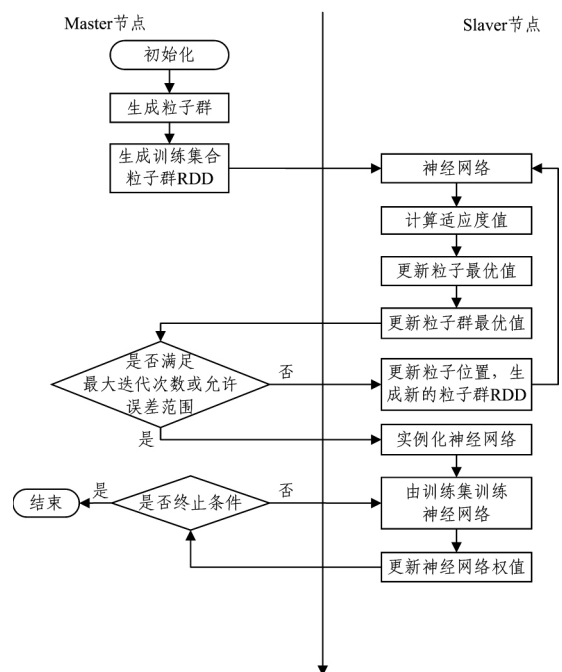 Master节点
Slaver节点
初始化
生成粒子群
生成训练集合
粒子群RDD
神经网络
计算适应度值
更新粒子最优值
更新粒子群最优值
是否满足
最大迭代次数或允许
误差范围
否
更新粒子位置，生
成新的粒子群RDD
是
实例化神经网络
结束
是
是否终止条件
否
由训练集训练
神经网络
更新神经网络权值